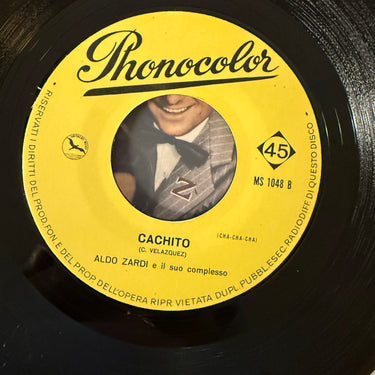 Phonocolor
45
MS 1048 B
CACHITO
(CHA-CHA-CHA)
(C. VELAZQUEZ)
ALDO ZARDI e il suo complesso
RISERVATI I DIRITTI DEL PROD. FON. E DEL PROP. DELL'OPERA RIPR. VIETATA DUPL. PUBBL. ESEC. RADIODIFF. DI QUESTO DISCO
Z